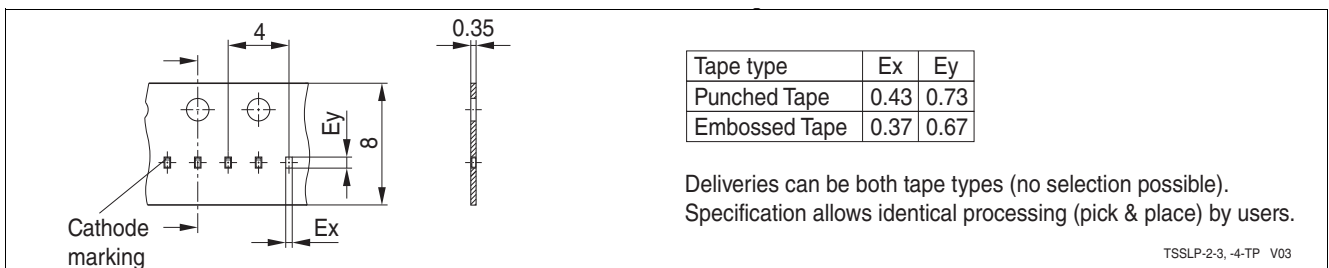 4
0.35
Ey
8
Cathode
marking
Ex
Tape type Ex Ey
Punched Tape 0.43 0.73
Embossed Tape 0.37 0.67
Deliveries can be both tape types (no selection possible).
Specification allows identical processing (pick & place) by users.
TSSLP-2-3, -4-TP V03